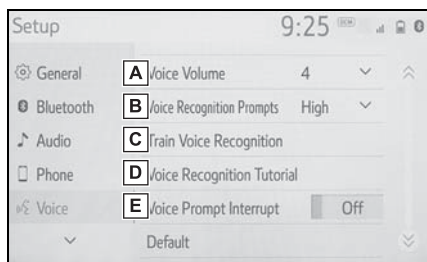 Setup
9:25 DCM
General
A Voice Volume 4
Bluetooth
B Voice Recognition Prompts High
Audio
C Train Voice Recognition
Phone
D Voice Recognition Tutorial
Voice
E Voice Prompt Interrupt Off
Default